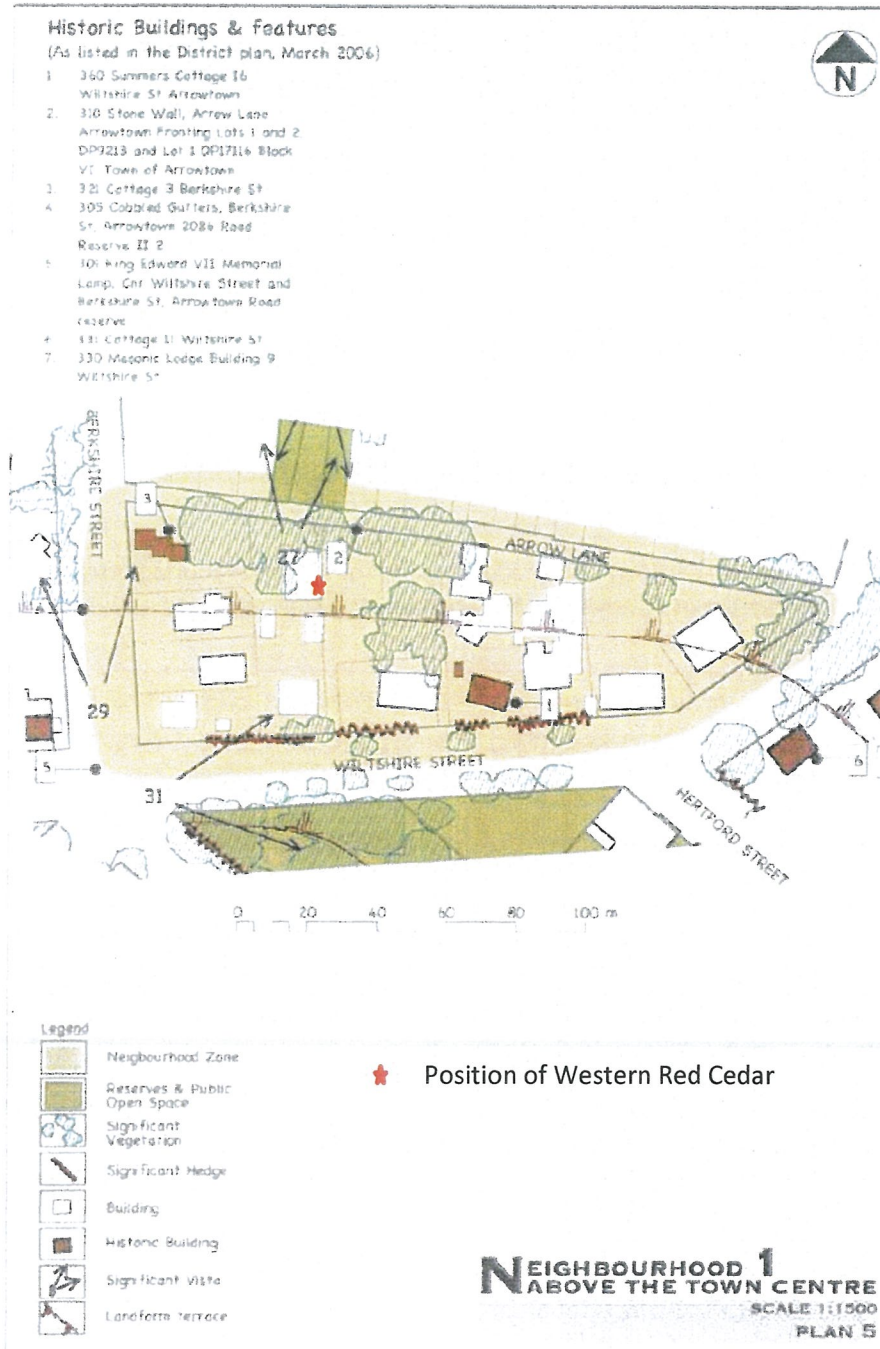 Historic Buildings & features
(As listed in the District plan, March 2006)
N
1 360 Summers Cottage 16
Wiltshire St Arrowtown
2. 310 Stone Wall, Arrow Lane
Arrowtown Fronting Lots 1 and 2
DP9213 and Lot 1 DP17116 Block
VI Town of Arrowtown
3. 321 Cottage 3 Berkshire St
4 305 Cobbled Gutters, Berkshire
St, Arrowtown 2086 Road
Reserve II 2
5 301 King Edward VII Memorial
Lamp, Cnr Wiltshire Street and
Berkshire St, Arrowtown Road
reserve
331 Cottage 11 Wiltshire St
7. 330 Masonic Lodge Building 9
Wiltshire St
BERKSHIRE STREET
3
27
2
ARROW LANE
29
1
5
WILTSHIRE STREET
6
31
HERTFORD STREET
0 20 40 60 80 100 m
Legend
Neigbourhood Zone
Reserves & Public
Open Space
Significant
Vegetation
Significant Hedge
Building
Historic Building
Significant Vista
Landform terrace
Position of Western Red Cedar
NEIGHBOURHOOD 1
ABOVE THE TOWN CENTRE
SCALE 1:1500
PLAN 5